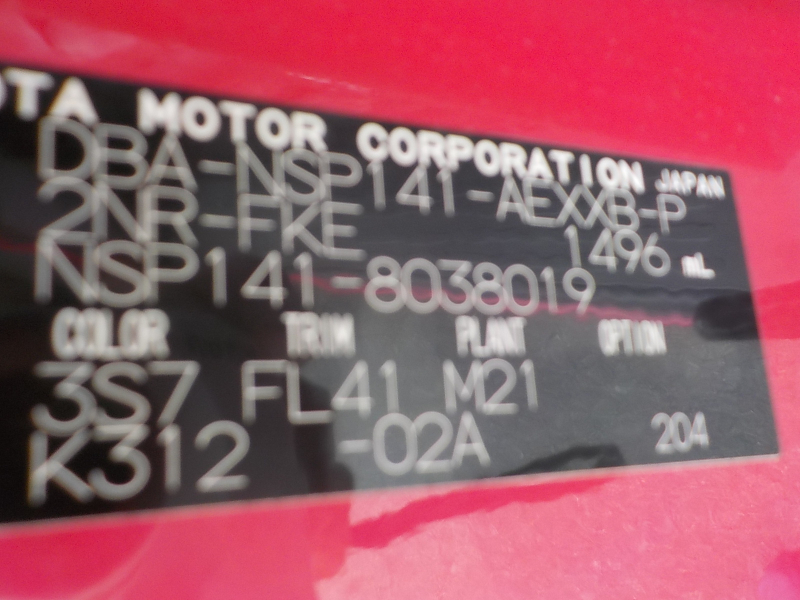 OTA MOTOR CORPORATION JAPAN
DBA-NSP141-AEXXB-P
2NR-FKE 1496 mL
NSP141-8038019
COLOR TRIM PLANT OPTION
3S7 FL41 M21
K312 -02A 204